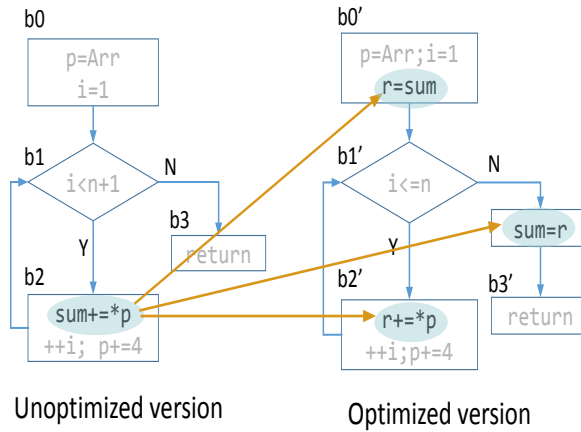 b0
p=Arr
i=1
b1
i<n+1
N
Y
b3
return
b2
sum+=*p
++i; p+=4
Unoptimized version
b0’
p=Arr;i=1
r=sum
b1’
i<=n
N
Y
sum=r
b3’
return
b2’
r+=*p
++i;p+=4
Optimized version